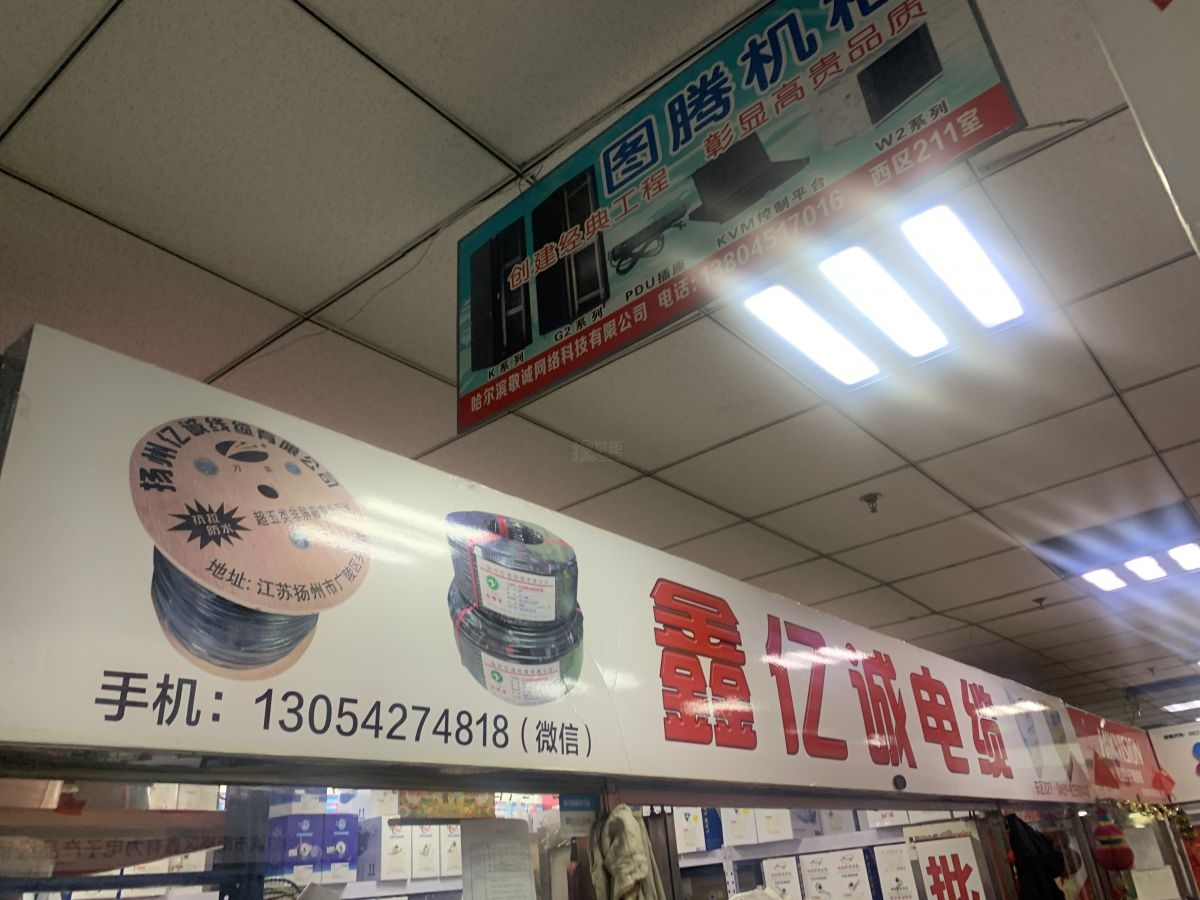 图腾机柜
创建经典工程 彰显高贵品质
K系列
G2系列
PDU插座
KVM控制平台
W2系列
哈尔滨敬诚网络科技有限公司 电话:13804517016 西区211室
扬州亿诚线缆有限公司
抗拉
防水
地址:江苏扬州市广陵区
手机:13054274818(微信)
鑫亿诚电缆
批